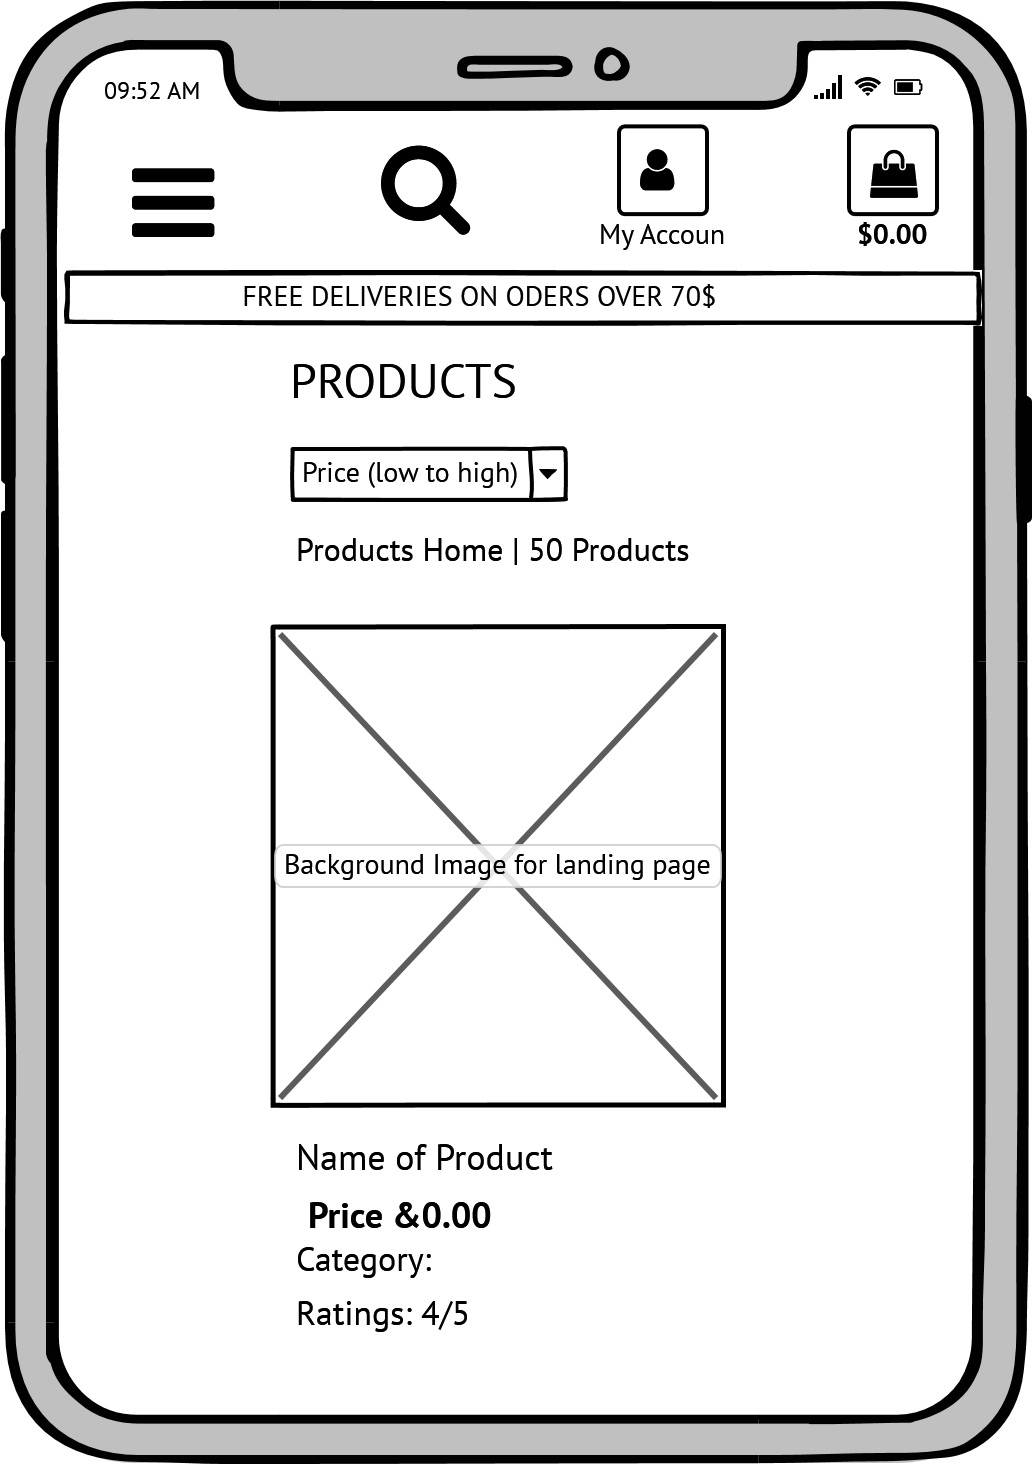 09:52 AM
My Accoun
$0.00
FREE DELIVERIES ON ODERS OVER 70$
PRODUCTS
Price (low to high)
Products Home | 50 Products
Background Image for landing page
Name of Product
Price &0.00
Category:
Ratings: 4/5